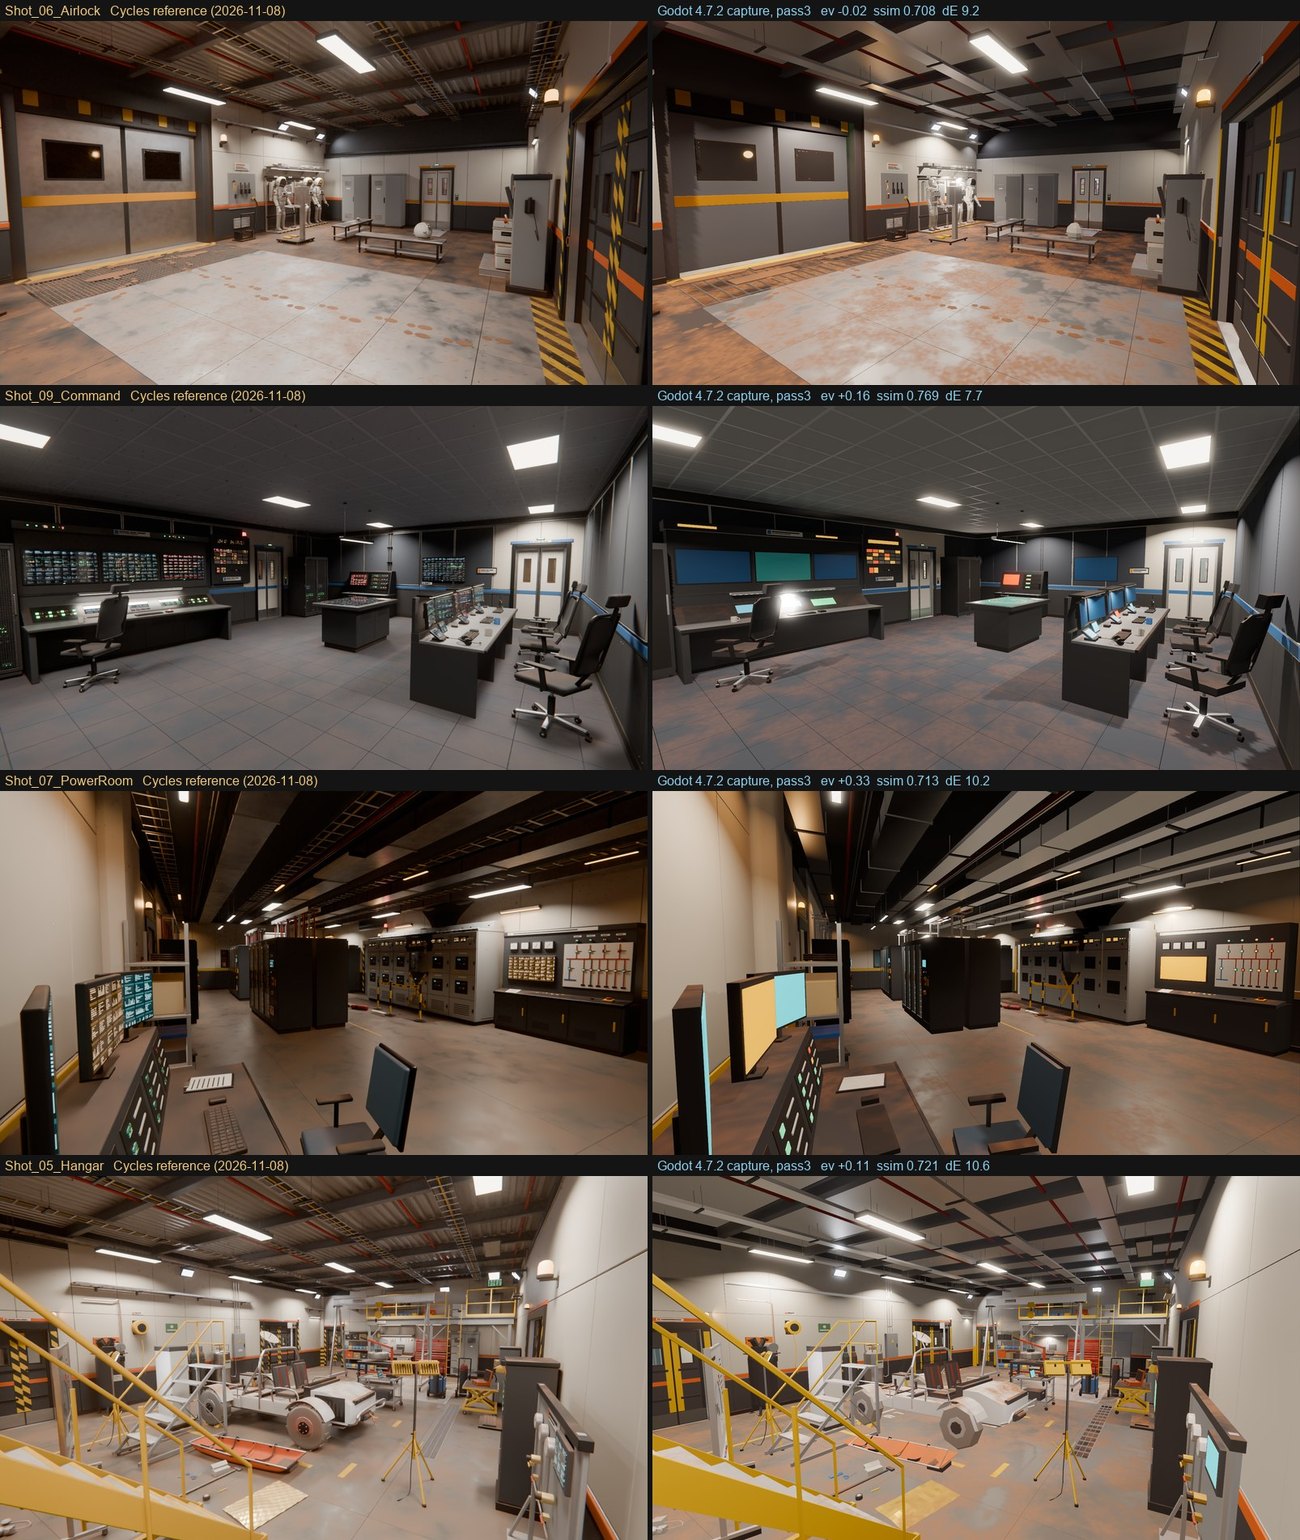 Shot_06_Airlock Cycles reference (2026-11-08)
Godot 4.7.2 capture, pass3 ev -0.02 ssim 0.708 dE 9.2
Shot_09_Command Cycles reference (2026-11-08)
Godot 4.7.2 capture, pass3 ev +0.16 ssim 0.769 dE 7.7
Shot_07_PowerRoom Cycles reference (2026-11-08)
Godot 4.7.2 capture, pass3 ev +0.33 ssim 0.713 dE 10.2
Shot_05_Hangar Cycles reference (2026-11-08)
Godot 4.7.2 capture, pass3 ev +0.11 ssim 0.721 dE 10.6